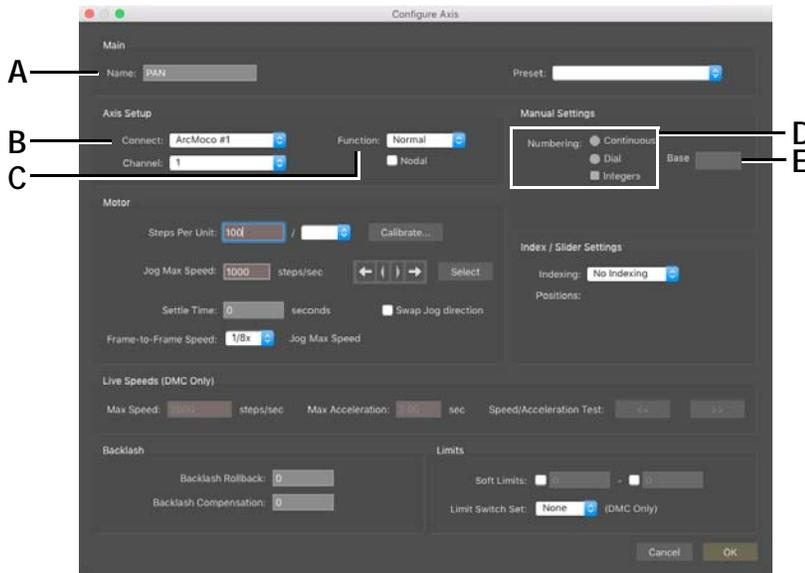 Configure Axis
Main
A
Name: PAN
Preset:
Axis Setup
Manual Settings
B
Connect: ArcMoco #1
Function: Normal
Numbering: Continuous
D
Channel: 1
Nodal
Dial
Base
E
C
Integers
Motor
Steps Per Unit: 100 /
Calibrate...
Index / Slider Settings
Jog Max Speed: 1000 steps/sec
Select
Indexing: No Indexing
Positions:
Settle Time: 0 seconds
Swap Jog direction
Frame-to-Frame Speed: 1/8x Jog Max Speed
Live Speeds (DMC Only)
Max Speed: steps/sec
Max Acceleration: sec
Speed/Acceleration Test: << >>
Backlash
Limits
Backlash Rollback: 0
Soft Limits: 0 - 0
Backlash Compensation: 0
Limit Switch Set: None (DMC Only)
Cancel
OK